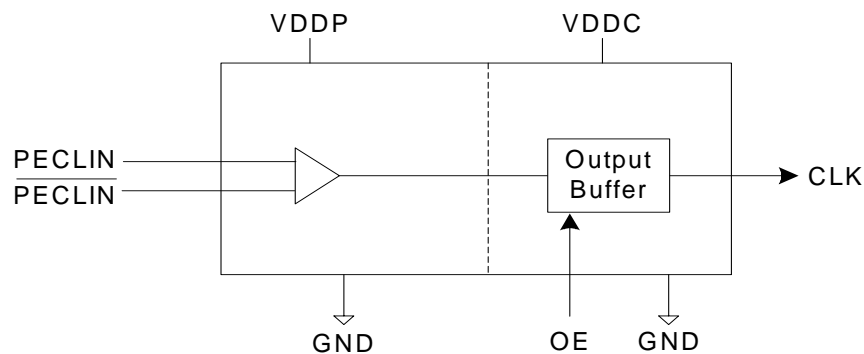 VDDP
VDDC
PECLIN
PECLIN
Output
Buffer
CLK
GND
OE
GND